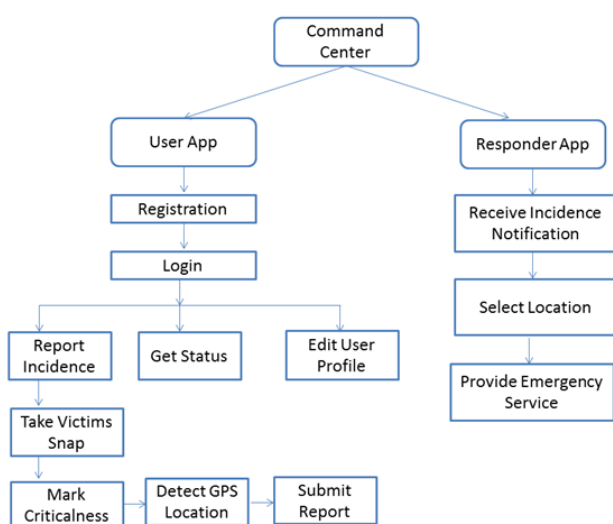 Command
Center
User App
Responder App
Registration
Receive Incidence
Notification
Login
Select Location
Report
Incidence
Get Status
Edit User
Profile
Provide Emergency
Service
Take Victims
Snap
Mark
Criticalness
Detect GPS
Location
Submit
Report